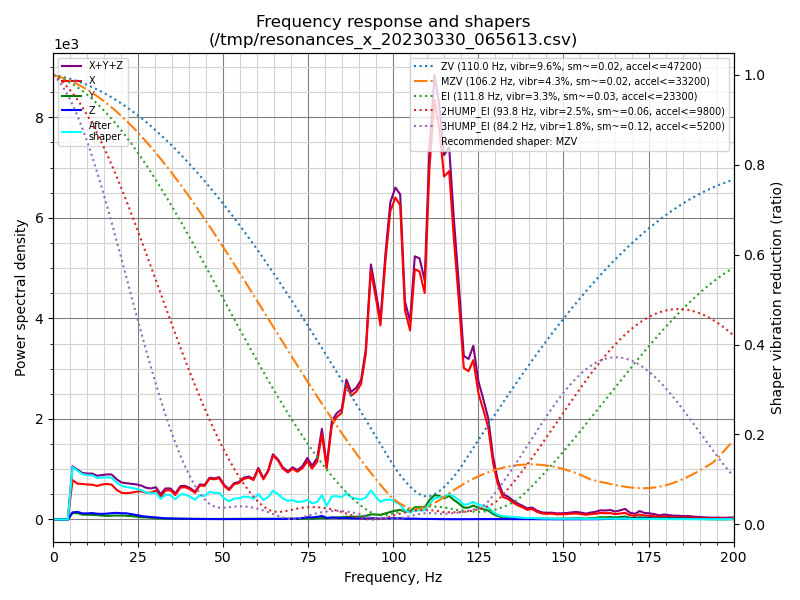 Frequency response and shapers
(/tmp/resonances_x_20230330_065613.csv)
1e3
X+Y+Z
X
Y
Z
After
shaper
ZV (110.0 Hz, vibr=9.6%, sm~=0.02, accel<=47200)
MZV (106.2 Hz, vibr=4.3%, sm~=0.02, accel<=33200)
EI (111.8 Hz, vibr=3.3%, sm~=0.03, accel<=23300)
2HUMP_EI (93.8 Hz, vibr=2.5%, sm~=0.06, accel<=9800)
3HUMP_EI (84.2 Hz, vibr=1.8%, sm~=0.12, accel<=5200)
Recommended shaper: MZV
8
6
4
2
0
Power spectral density
1.0
0.8
0.6
0.4
0.2
0.0
Shaper vibration reduction (ratio)
0 25 50 75 100 125 150 175 200
Frequency, Hz